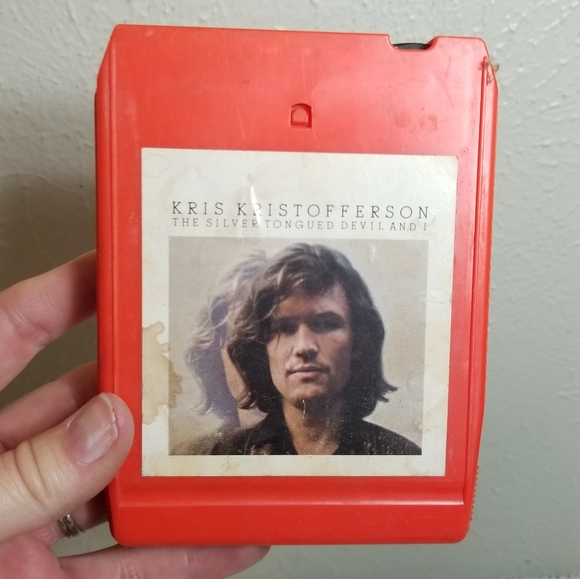 KRIS KRISTOFFERSON
THE SILVER TONGUED DEVIL AND I